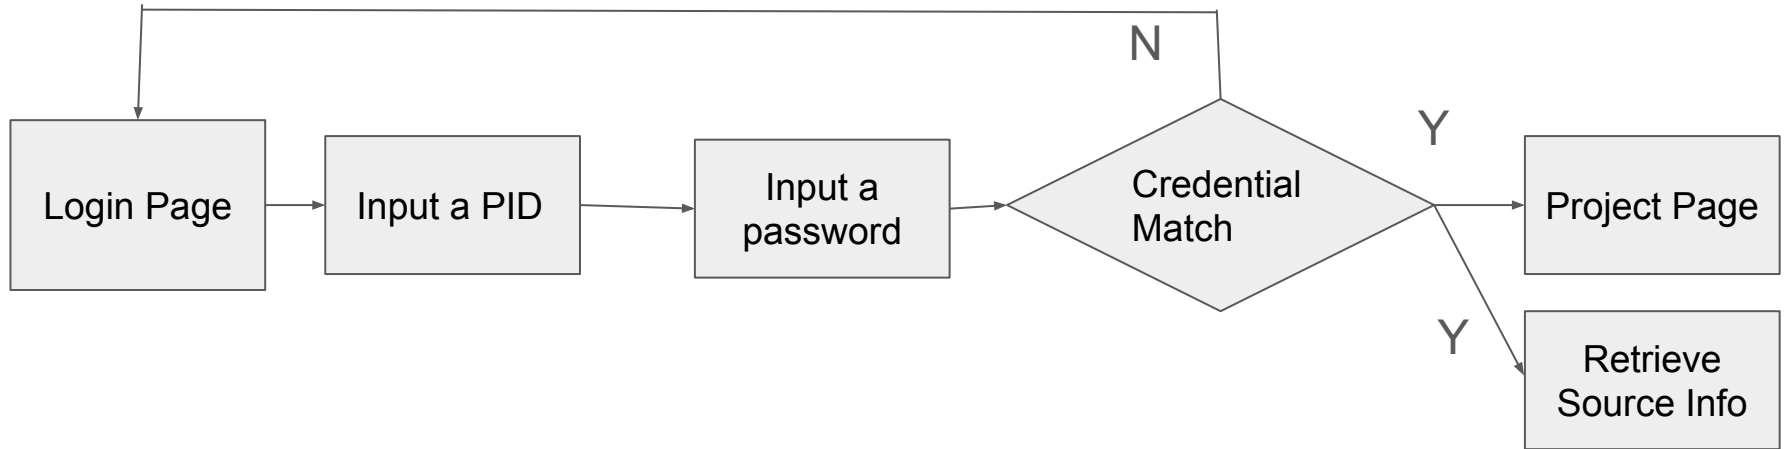 N
Login Page
Input a PID
Input a
password
Credential
Match
Y
Project Page
Y
Retrieve
Source Info